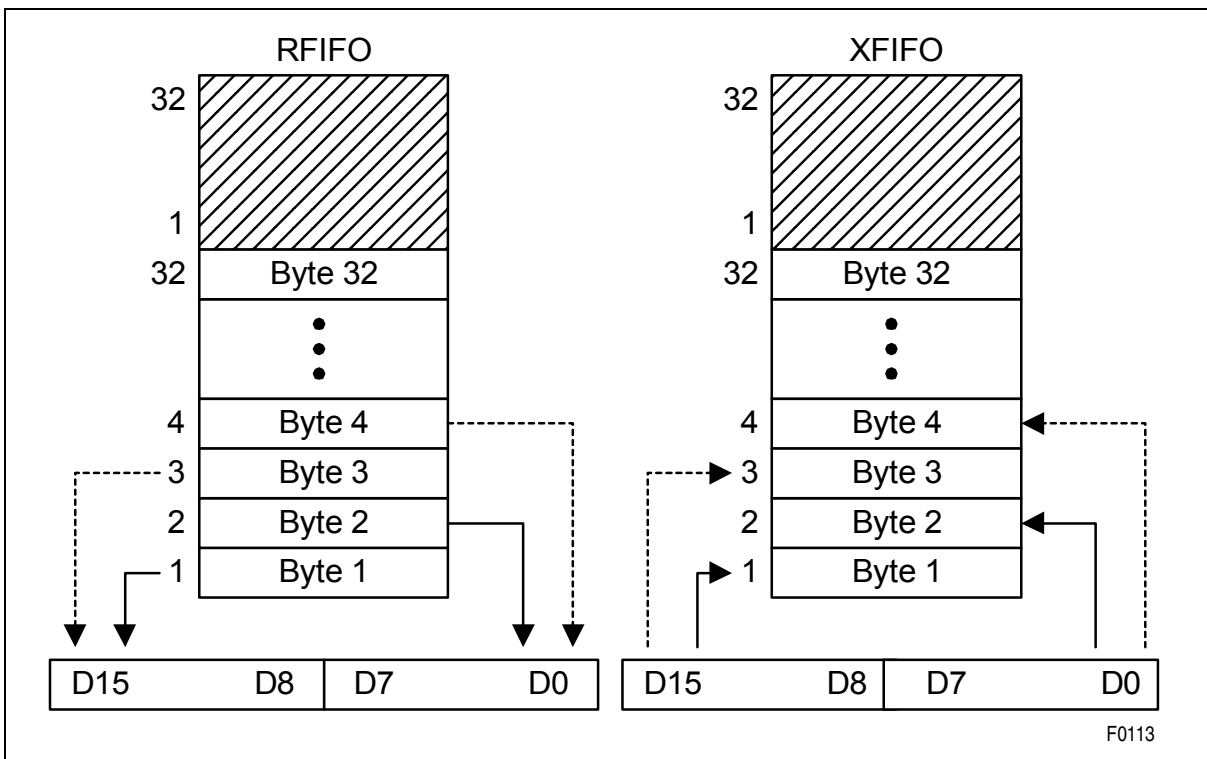 RFIFO XFIFO
32 32
1 1
32 Byte 32 32 Byte 32
4 Byte 4 4 Byte 4
3 Byte 3 3 Byte 3
2 Byte 2 2 Byte 2
1 Byte 1 1 Byte 1
D15 D8 D7 D0 D15 D8 D7 D0
F0113